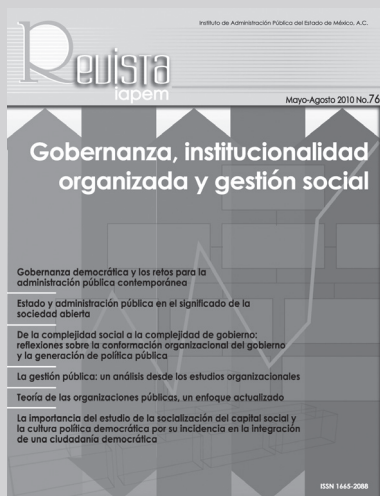 Instituto de Administración Pública del Estado de México, A.C.
Revista
iapem
Mayo-Agosto 2010 No.76
Gobernanza, institucionalidad
organizada y gestión social
Gobernanza democrática y los retos para la
administración pública contemporánea
Estado y administración pública en el significado de la
sociedad abierta
De la complejidad social a la complejidad de gobierno:
reflexiones sobre la conformación organizacional del gobierno
y la generación de política pública
La gestión pública: un análisis desde los estudios organizacionales
Teoría de las organizaciones públicas, un enfoque actualizado
La importancia del estudio de la socialización del capital social y
la cultura política democrática por su incidencia en la integración
de una ciudadanía democrática
ISSN 1665-2088